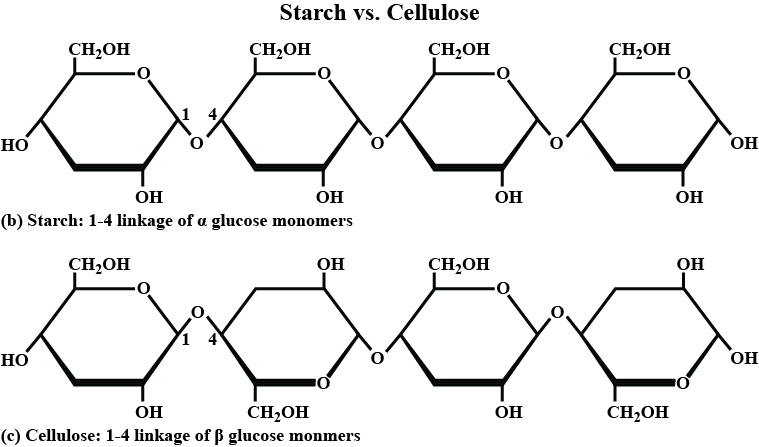 Starch vs. Cellulose
CH₂OH CH₂OH CH₂OH CH₂OH
O O O O
1 4
HO O O O OH
OH OH OH OH
(b) Starch: 1-4 linkage of α glucose monomers
CH₂OH OH CH₂OH OH
O O O O
1 4
HO O OH
O O
OH CH₂OH OH CH₂OH
(c) Cellulose: 1-4 linkage of β glucose monmers